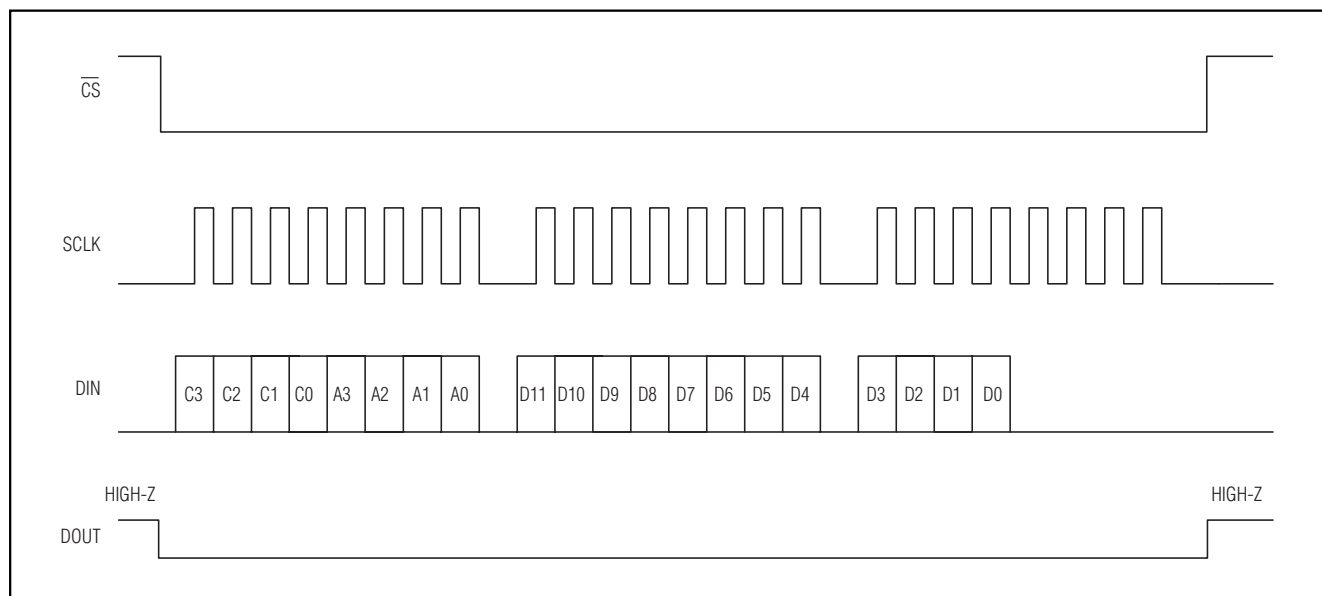 C̅S̅
SCLK
DIN
C3 C2 C1 C0 A3 A2 A1 A0 D11 D10 D9 D8 D7 D6 D5 D4 D3 D2 D1 D0
HIGH-Z HIGH-Z
DOUT